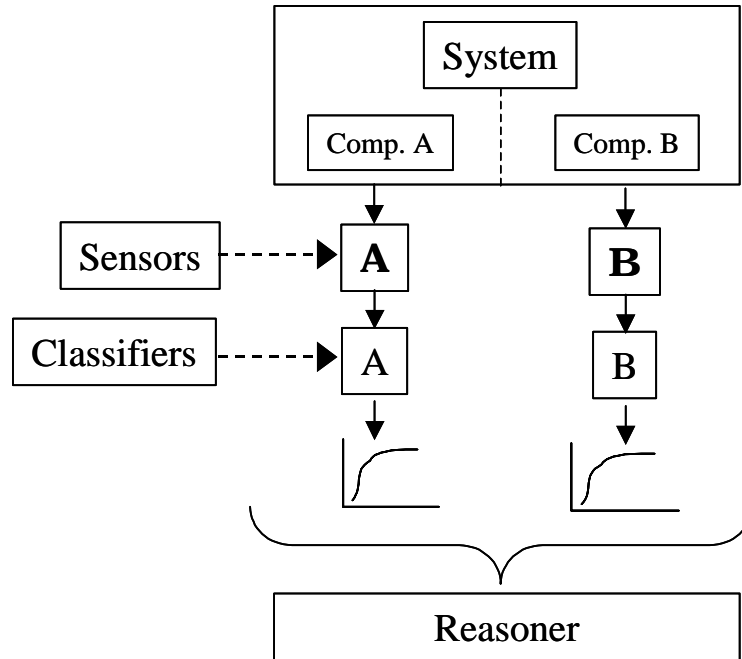 System
Comp. A
Comp. B
Sensors
A
B
Classifiers
A
B
Reasoner